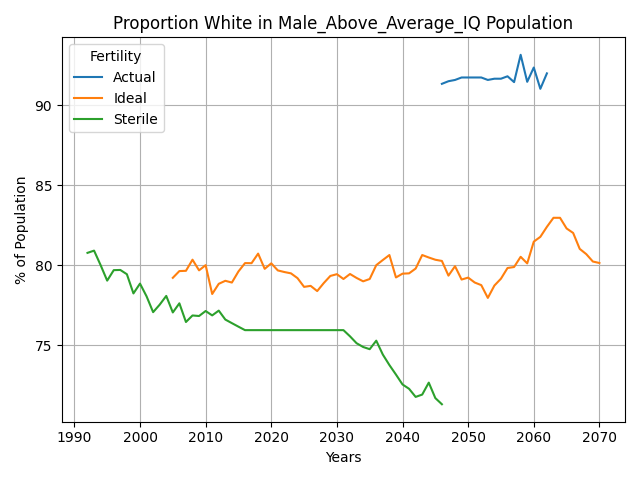 Proportion White in Male_Above_Average_IQ Population
Fertility
Actual
Ideal
Sterile
% of Population
90
85
80
75
1990 2000 2010 2020 2030 2040 2050 2060 2070
Years